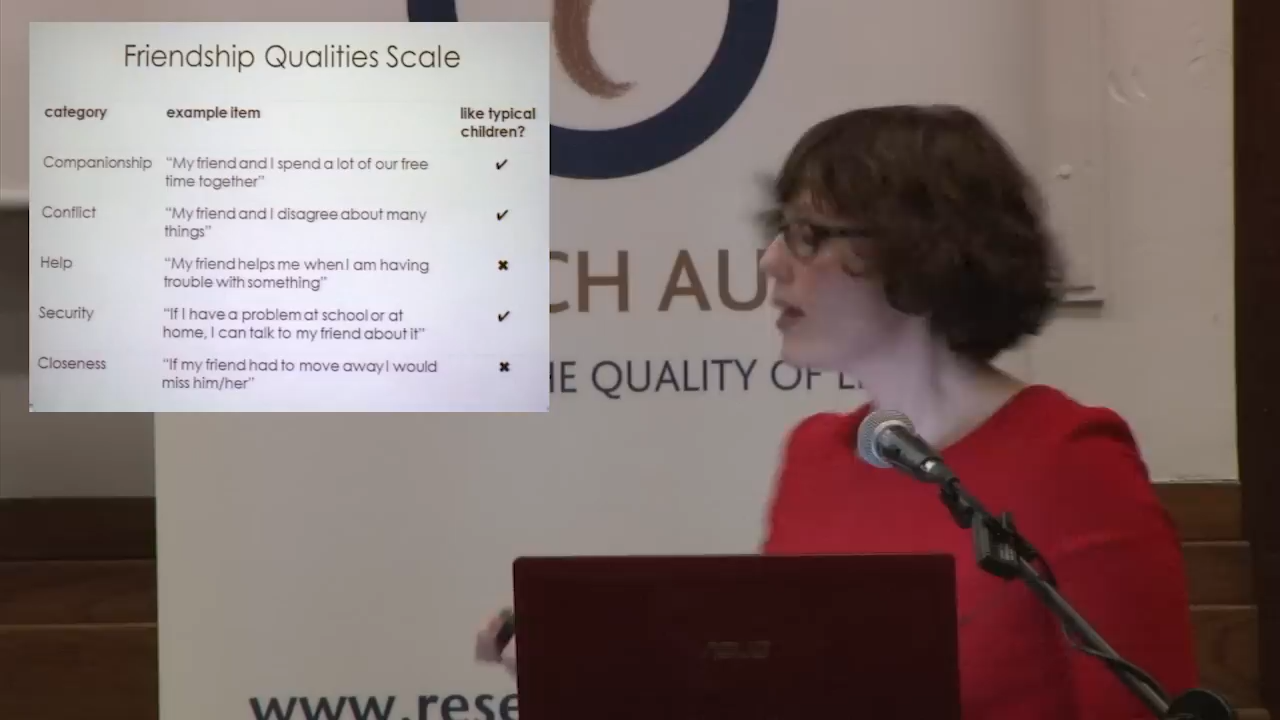 Friendship Qualities Scale
category example item like typical
children?
Companionship "My friend and I spend a lot of our free
time together" ✔
Conflict "My friend and I disagree about many
things" ✔
Help "My friend helps me when I am having
trouble with something" ✖
Security "If I have a problem at school or at
home, I can talk to my friend about it" ✔
Closeness "If my friend had to move away I would
miss him/her" ✖
CH AU
HE QUALITY OF L
www.rese
ASUS